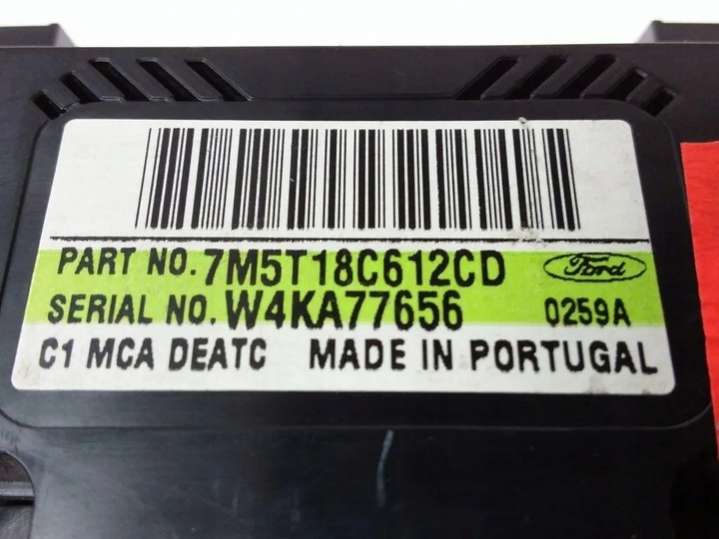 PART NO. 7M5T18C612CD Ford
SERIAL NO. W4KA77656 0259A
C1 MCA DEATC MADE IN PORTUGAL